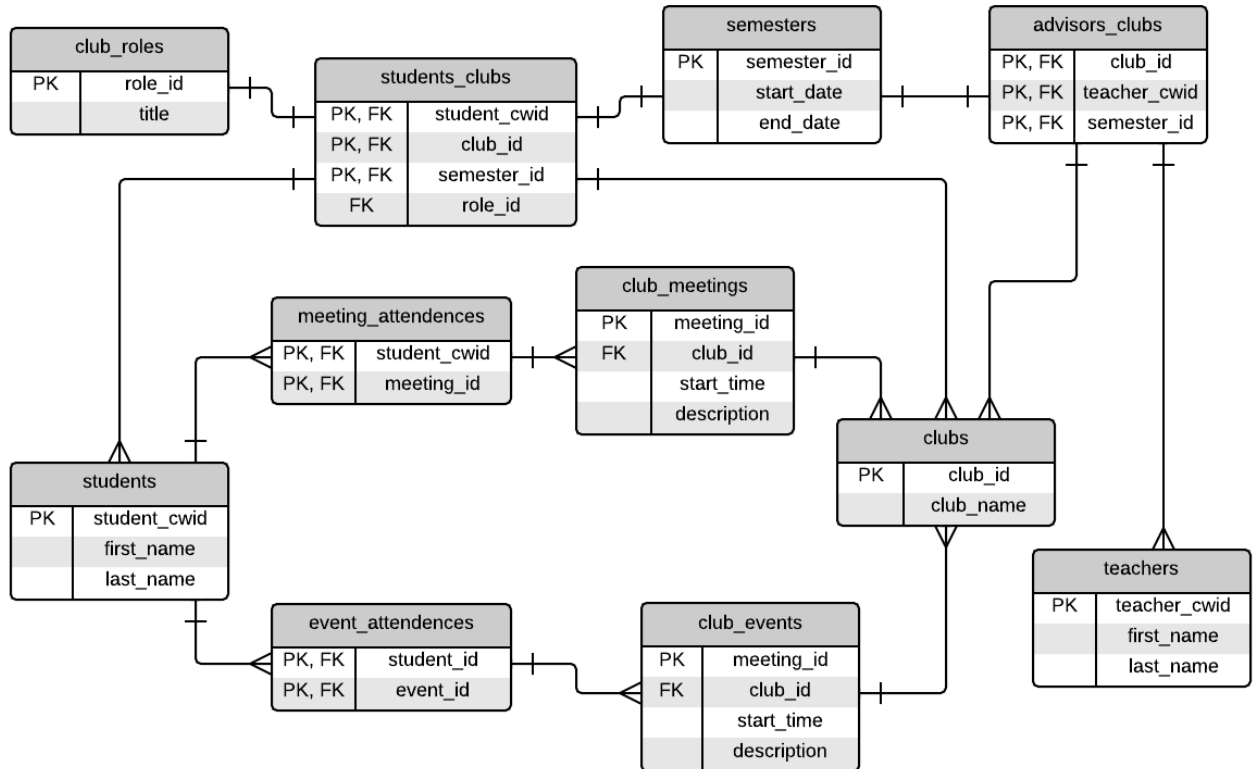 club_roles
PK role_id
title
students_clubs
PK, FK student_cwid
PK, FK club_id
PK, FK semester_id
FK role_id
semesters
PK semester_id
start_date
end_date
advisors_clubs
PK, FK club_id
PK, FK teacher_cwid
PK, FK semester_id
meeting_attendences
PK, FK student_cwid
PK, FK meeting_id
club_meetings
PK meeting_id
FK club_id
start_time
description
clubs
PK club_id
club_name
students
PK student_cwid
first_name
last_name
teachers
PK teacher_cwid
first_name
last_name
event_attendences
PK, FK student_id
PK, FK event_id
club_events
PK meeting_id
FK club_id
start_time
description